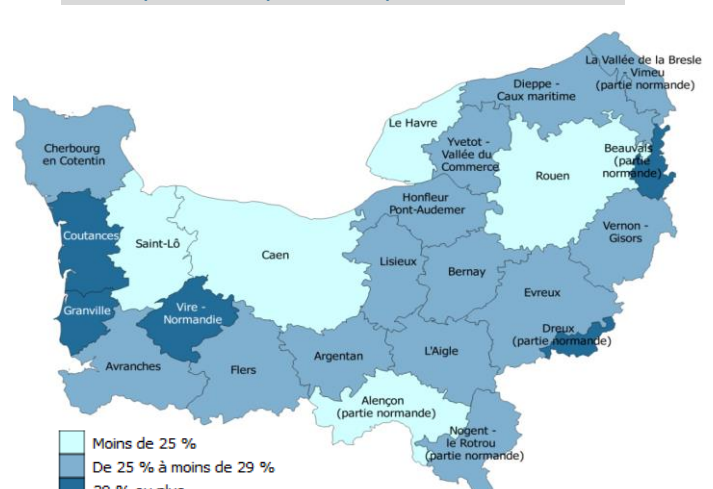 La Vallée de la Bresle
Vimeu
(partie normande)
Dieppe -
Caux maritime
Le Havre
Cherbourg
en Cotentin
Yvetot -
Vallée du
Commerce
Beauvais
(partie
normande)
Rouen
Honfleur
Pont-Audemer
Coutances
Saint-Lô
Caen
Vernon -
Gisors
Lisieux
Bernay
Evreux
Granville
Vire -
Normandie
Dreux
(partie normande)
Avranches
Flers
Argentan
L'Aigle
Alençon
(partie normande)
Nogent -
le Rotrou
(partie normande)
Moins de 25 %
De 25 % à moins de 29 %
29 % ou plus